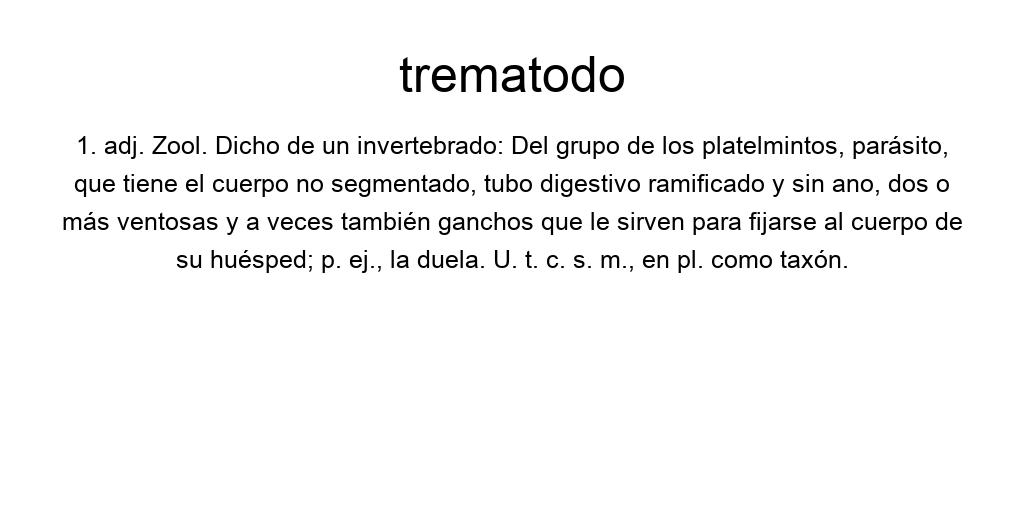 trematodo
1. adj. Zool. Dicho de un invertebrado: Del grupo de los platelmintos, parásito,
que tiene el cuerpo no segmentado, tubo digestivo ramificado y sin ano, dos o
más ventosas y a veces también ganchos que le sirven para fijarse al cuerpo de
su huésped; p. ej., la duela. U. t. c. s. m., en pl. como taxón.